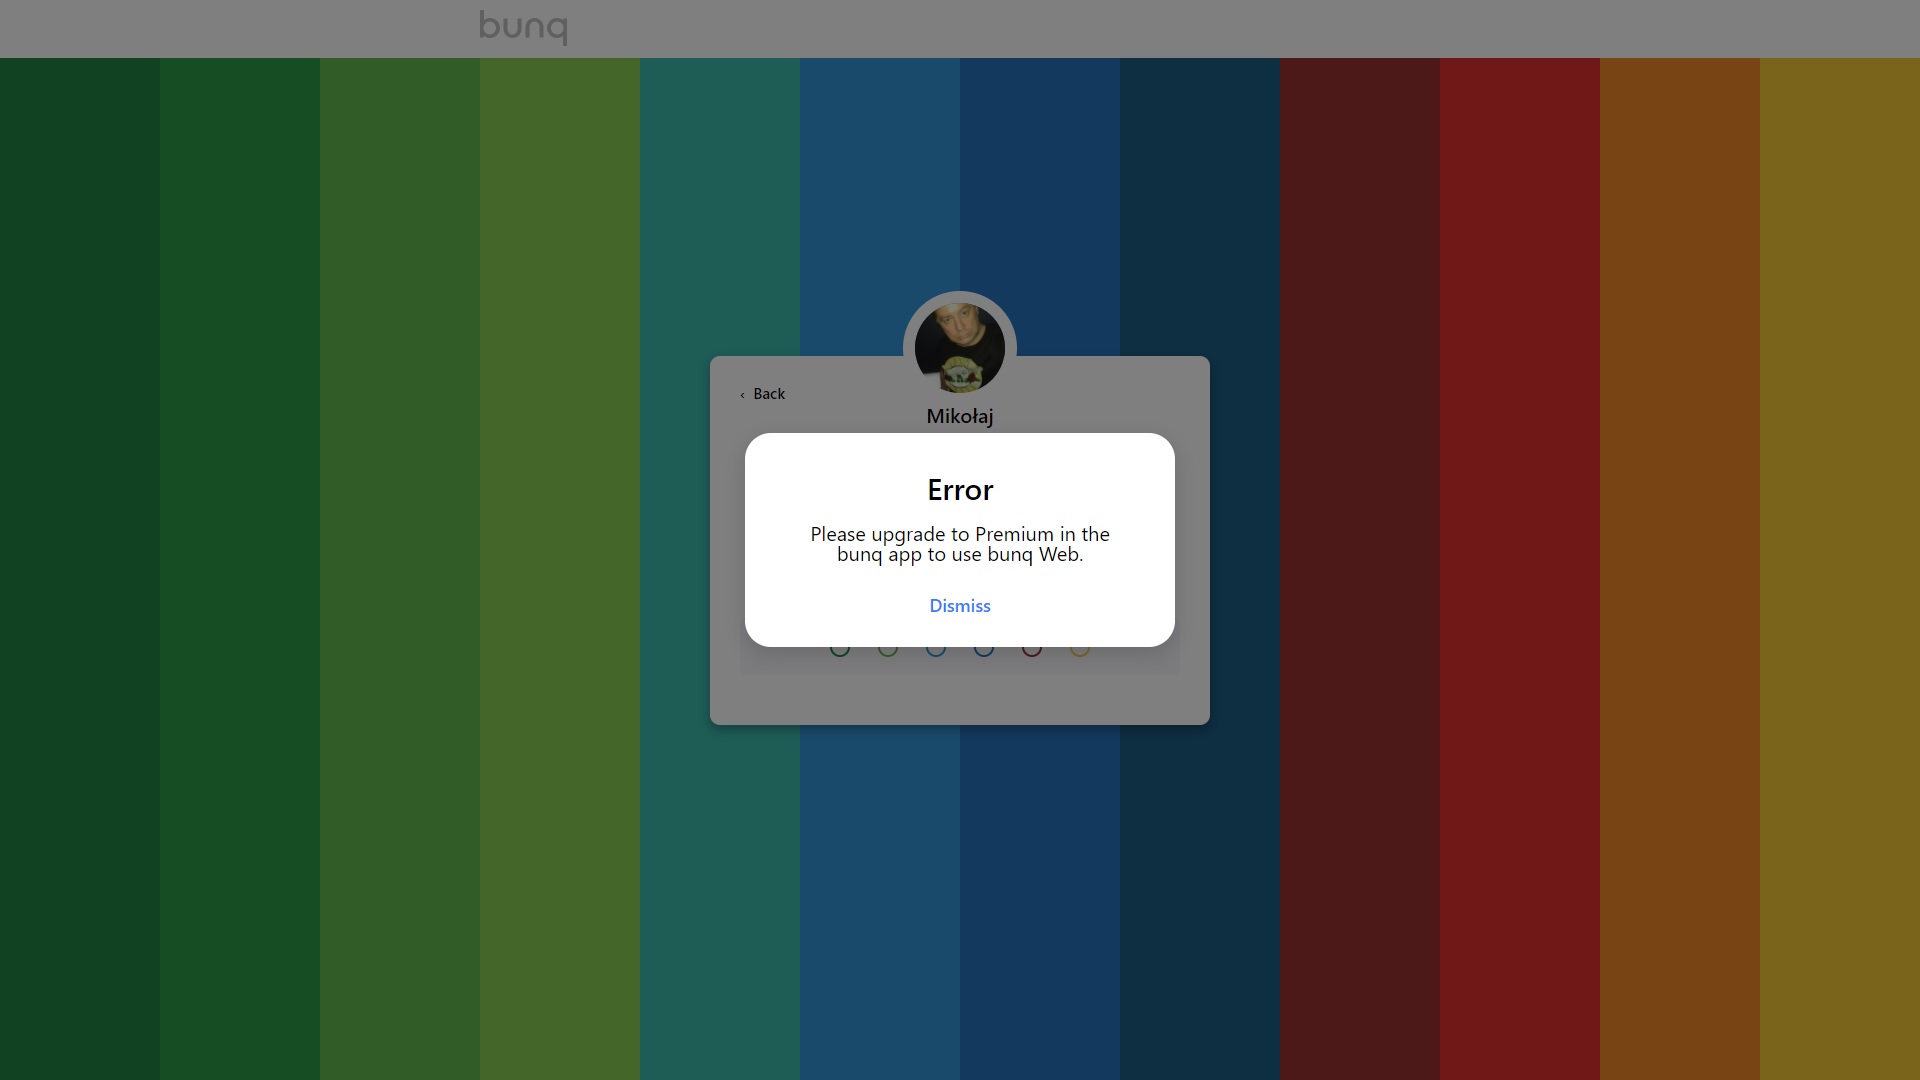 bunq
‹ Back
Mikołaj
Error
Please upgrade to Premium in the
bunq app to use bunq Web.
Dismiss